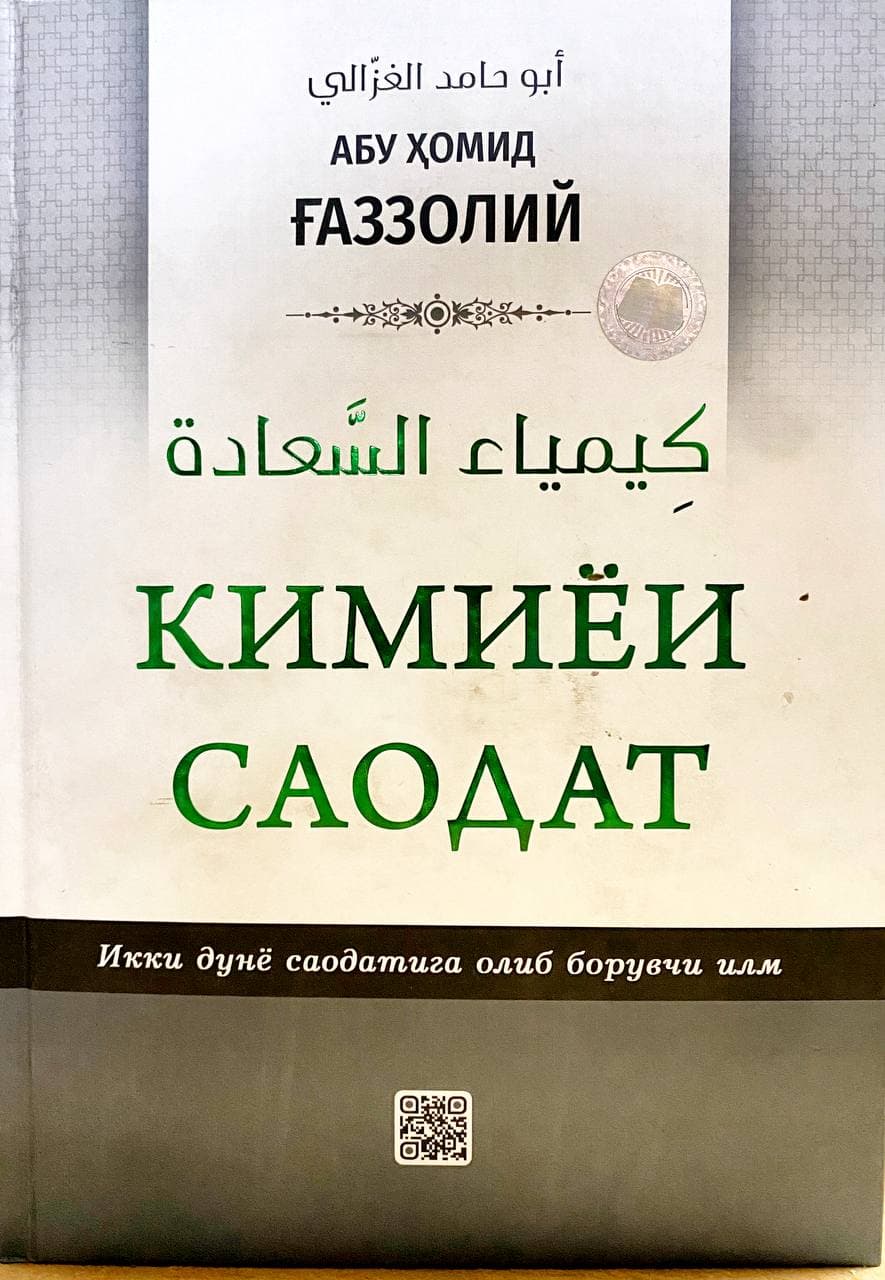 أبو حامد الغزّالي
АБУ ҲОМИД
ҒАЗЗОЛИЙ
كِيمياء السَّعادة
КИМИЁИ
САОДАТ
Икки дунё саодатига олиб борувчи илм